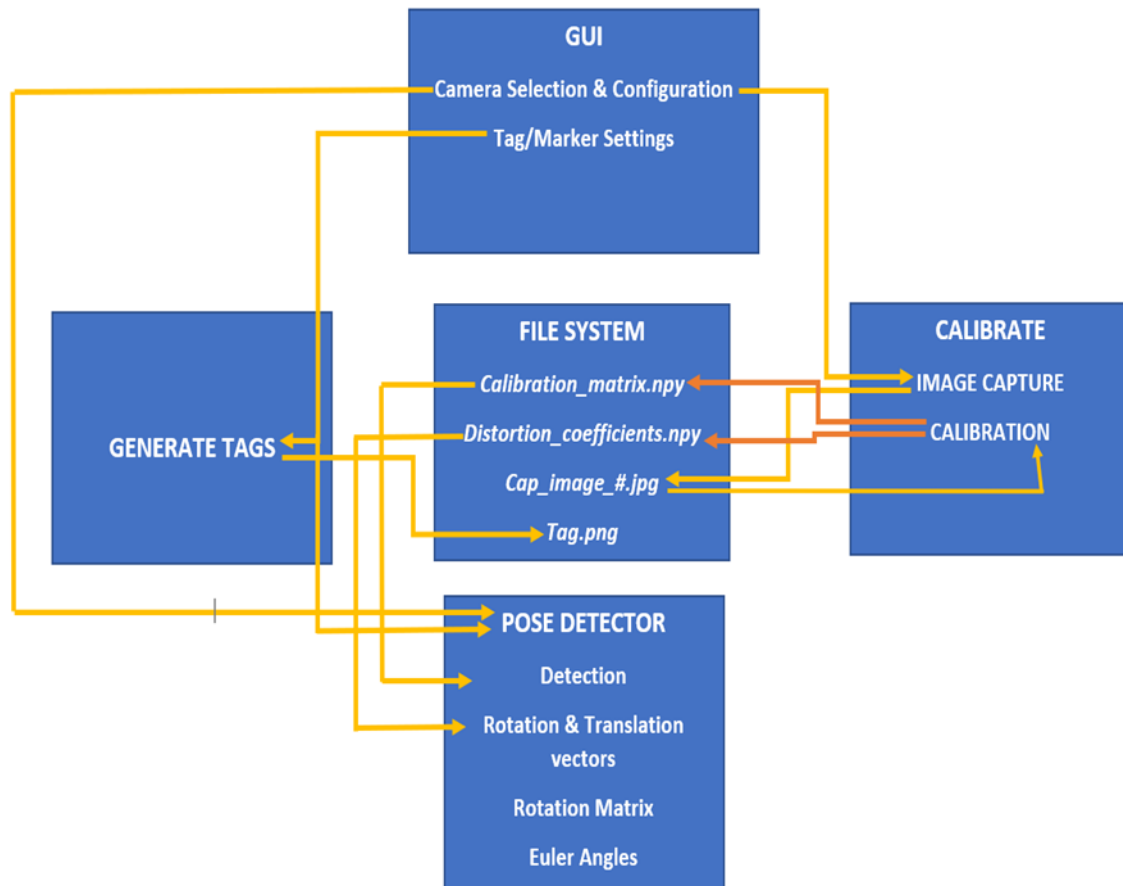 GUI
Camera Selection & Configuration
Tag/Marker Settings
GENERATE TAGS
FILE SYSTEM
Calibration_matrix.npy
Distortion_coefficients.npy
Cap_image_#.jpg
Tag.png
CALIBRATE
IMAGE CAPTURE
CALIBRATION
POSE DETECTOR
Detection
Rotation & Translation
vectors
Rotation Matrix
Euler Angles